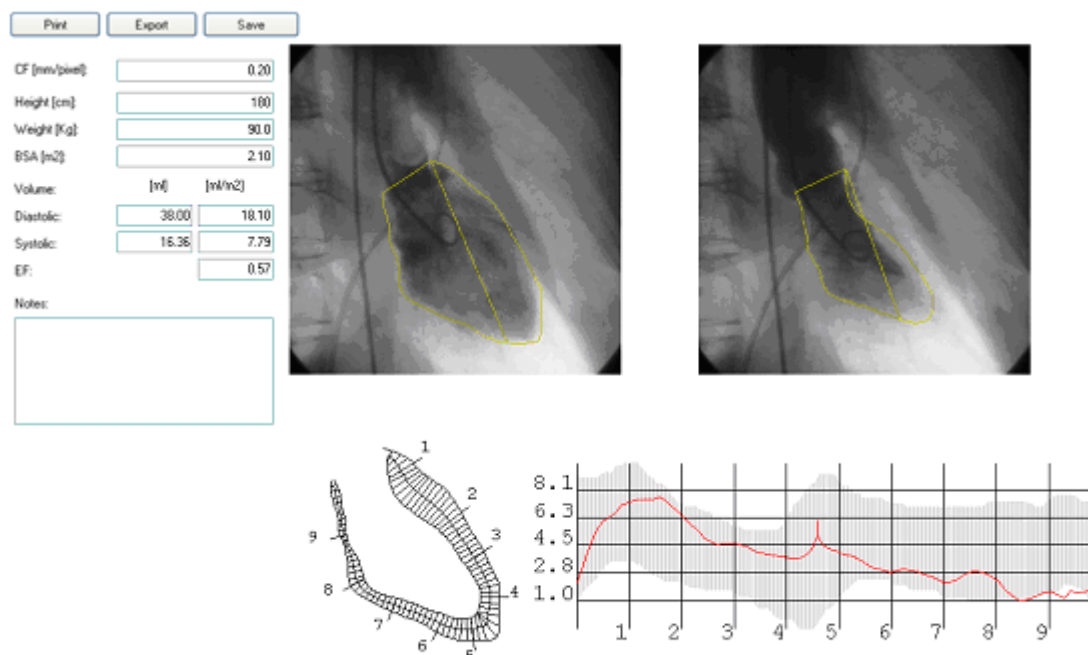 Print Export Save
CF [mm/pixel]: 0.20
Height [cm]: 180
Weight [Kg]: 90.0
BSA [m2]: 2.10
Volume: [ml] [ml/m2]
Diastolic: 38.00 18.10
Systolic: 16.36 7.79
EF: 0.57
Notes:
1
2
3
4
5
6
7
8
9
8.1
6.3
4.5
2.8
1.0
1 2 3 4 5 6 7 8 9